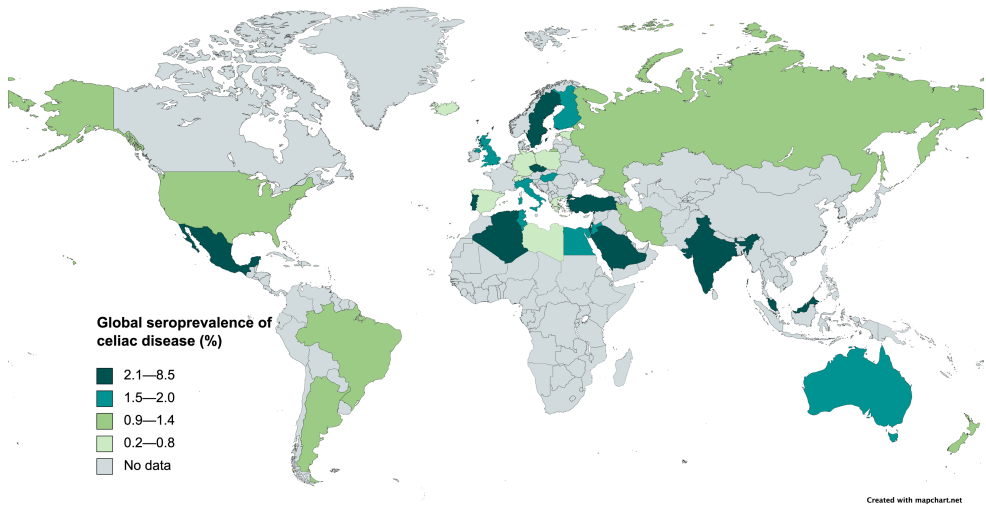 Global seroprevalence of
celiac disease (%)
2.1—8.5
1.5—2.0
0.9—1.4
0.2—0.8
No data
Created with mapchart.net